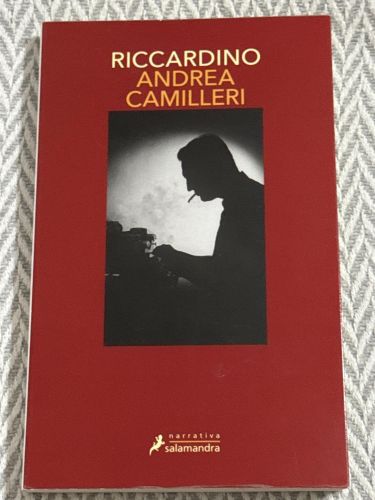 RICCARDINO
ANDREA
CAMILLERI
narrativa
salamandra